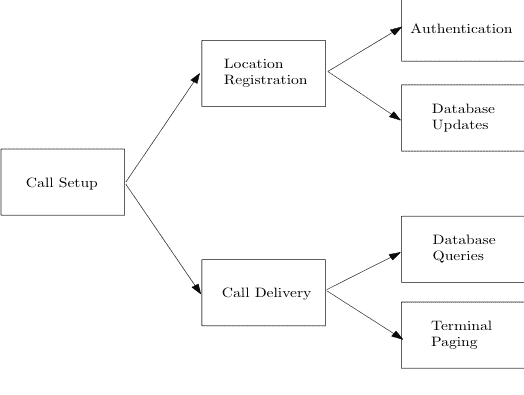 Authentication
Location
Registration
Database
Updates
Call Setup
Database
Queries
Call Delivery
Terminal
Paging